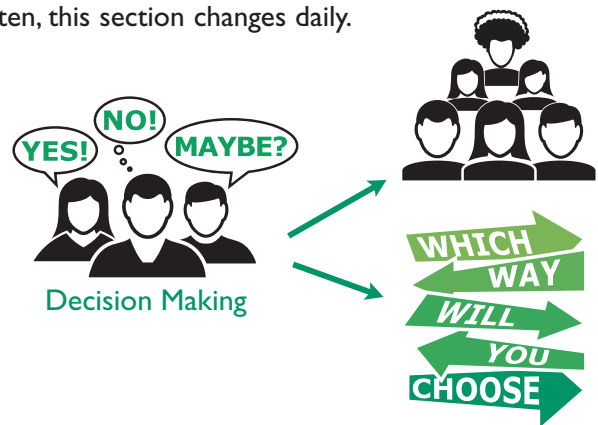 ten, this section changes daily.
NO!
YES!
MAYBE?
Decision Making
WHICH
WAY
WILL
YOU
CHOOSE